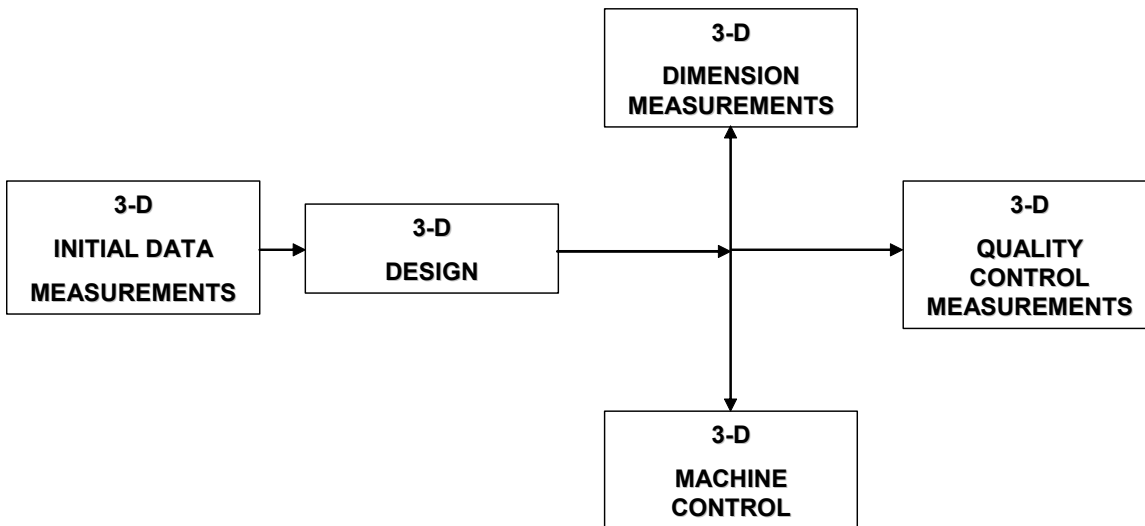 3-D
INITIAL DATA
MEASUREMENTS
3-D
DESIGN
3-D
DIMENSION
MEASUREMENTS
3-D
QUALITY
CONTROL
MEASUREMENTS
3-D
MACHINE
CONTROL